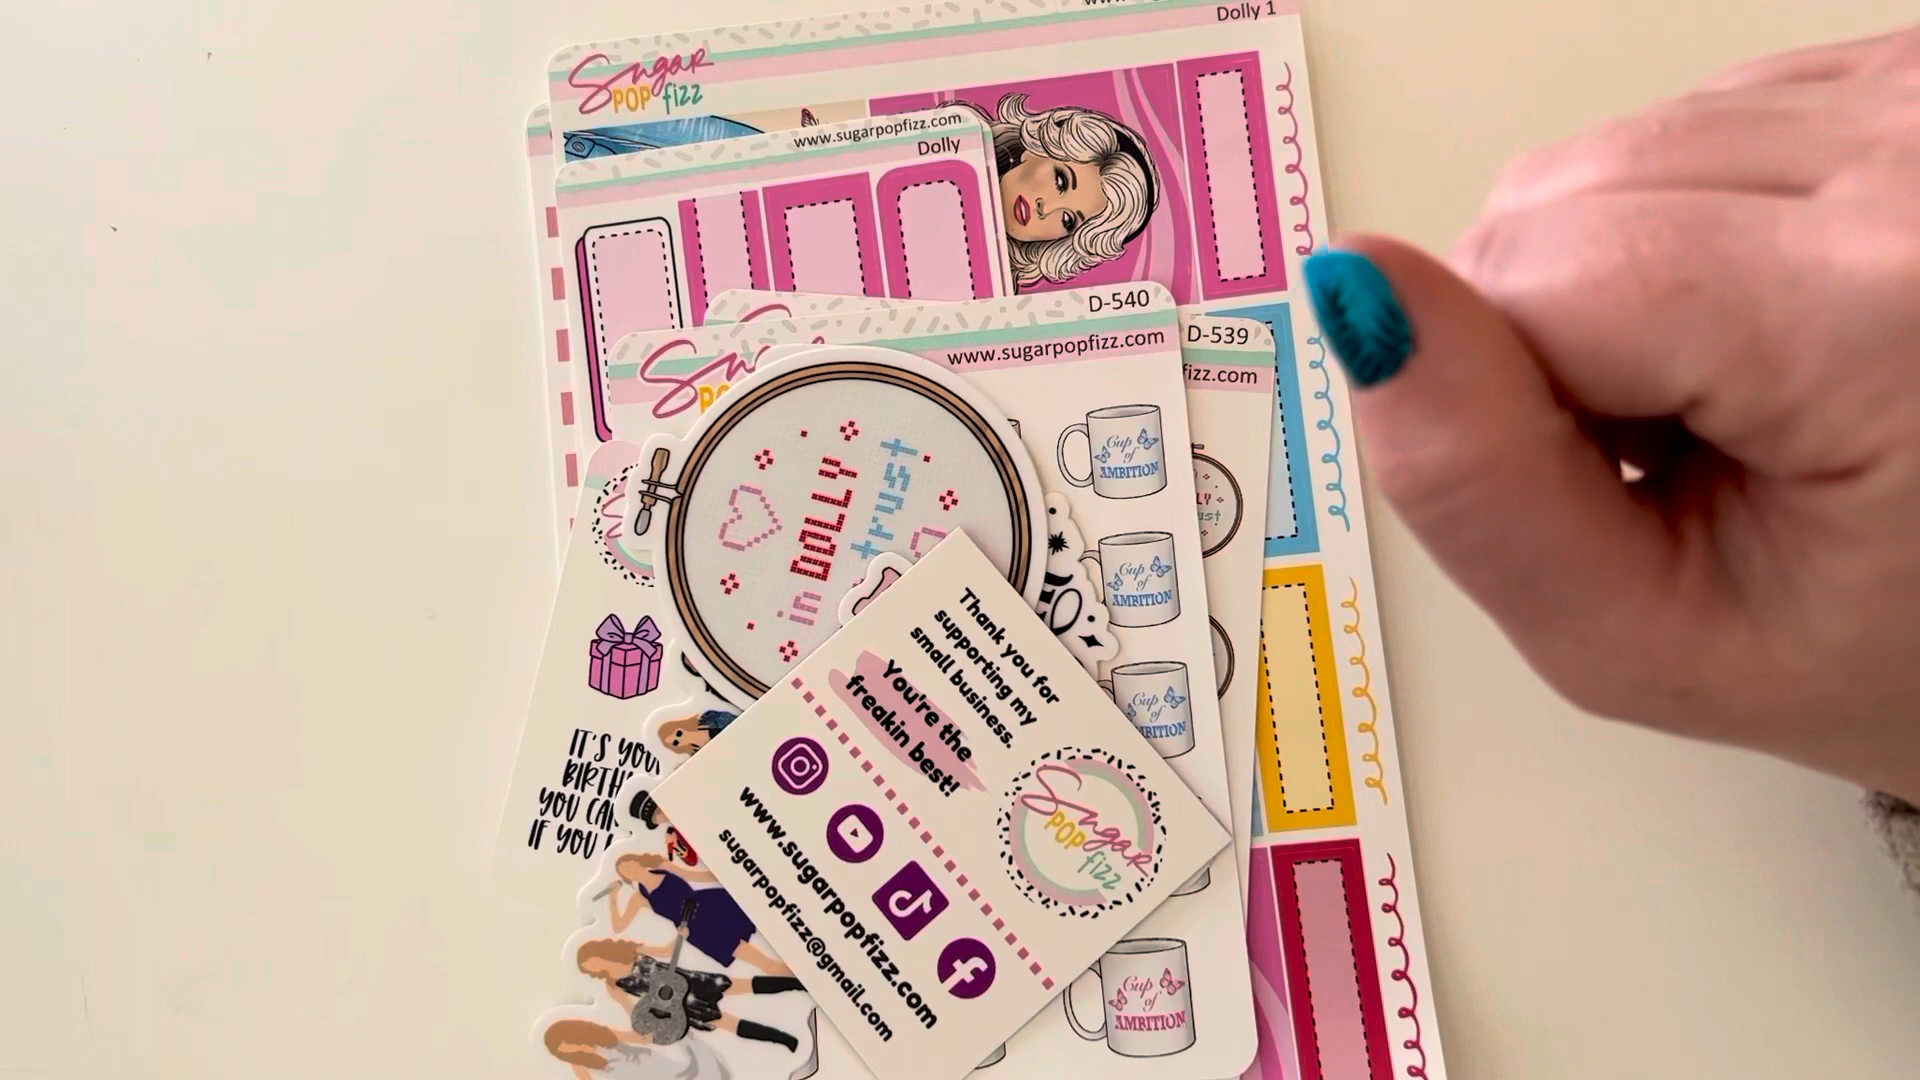 Dolly 1
Sugar
POP fizz
www.sugarpopfizz.com
Dolly
D-540
www.sugarpopfizz.com
D-539
fizz.com
in DOLLY
trust
Cup
of
AMBITION
Cup
of
AMBITION
Cup
of
AMBITION
Cup
of
AMBITION
IT'S YOU
BIRTH
YOU CAN
IF YOU
Thank you for
supporting my
small business.
You're the
freakin best!
Sugar
POP
fizz
www.sugarpopfizz.com
sugarpopfizz@gmail.com